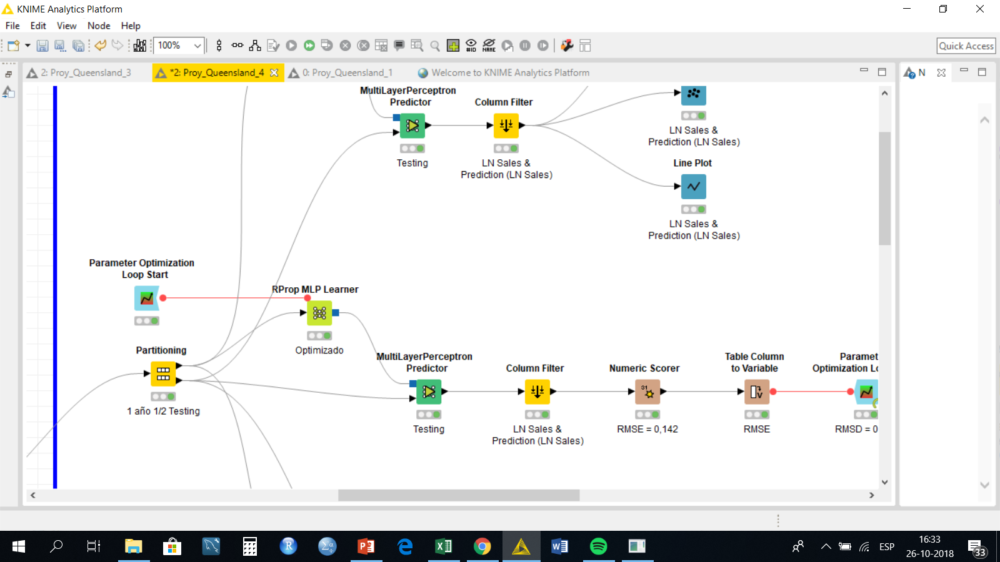 KNIME Analytics Platform
File Edit View Node Help
100%
#ID
NAME
Quick Access
2: Proy_Queensland_3
*2: Proy_Queensland_4
0: Proy_Queensland_1
Welcome to KNIME Analytics Platform
N
MultiLayerPerceptron
Predictor
Testing
Column Filter
LN Sales &
Prediction (LN Sales)
LN Sales &
Prediction (LN Sales)
Line Plot
LN Sales &
Prediction (LN Sales)
Parameter Optimization
Loop Start
RProp MLP Learner
Optimizado
Partitioning
1 año 1/2 Testing
MultiLayerPerceptron
Predictor
Testing
Column Filter
LN Sales &
Prediction (LN Sales)
Numeric Scorer
31
RMSE = 0,142
Table Column
to Variable
V
RMSE
Paramet
Optimization Lo
RMSD = 0
ESP
16:33
26-10-2018
33